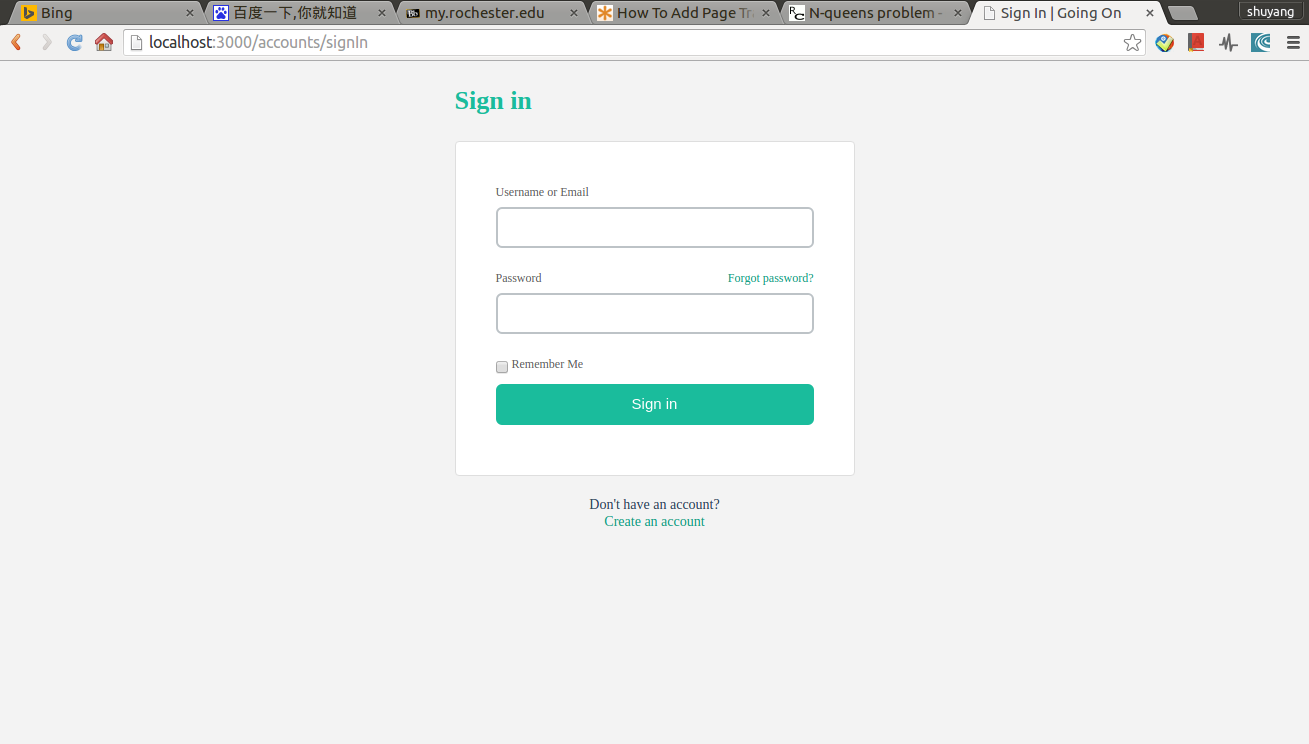 Bing
百度一下,你就知道
my.rochester.edu
How To Add Page Tr
N-queens problem -
Sign In | Going On
shuyang
localhost:3000/accounts/signIn
Sign in
Username or Email
Password
Forgot password?
Remember Me
Sign in
Don't have an account?
Create an account